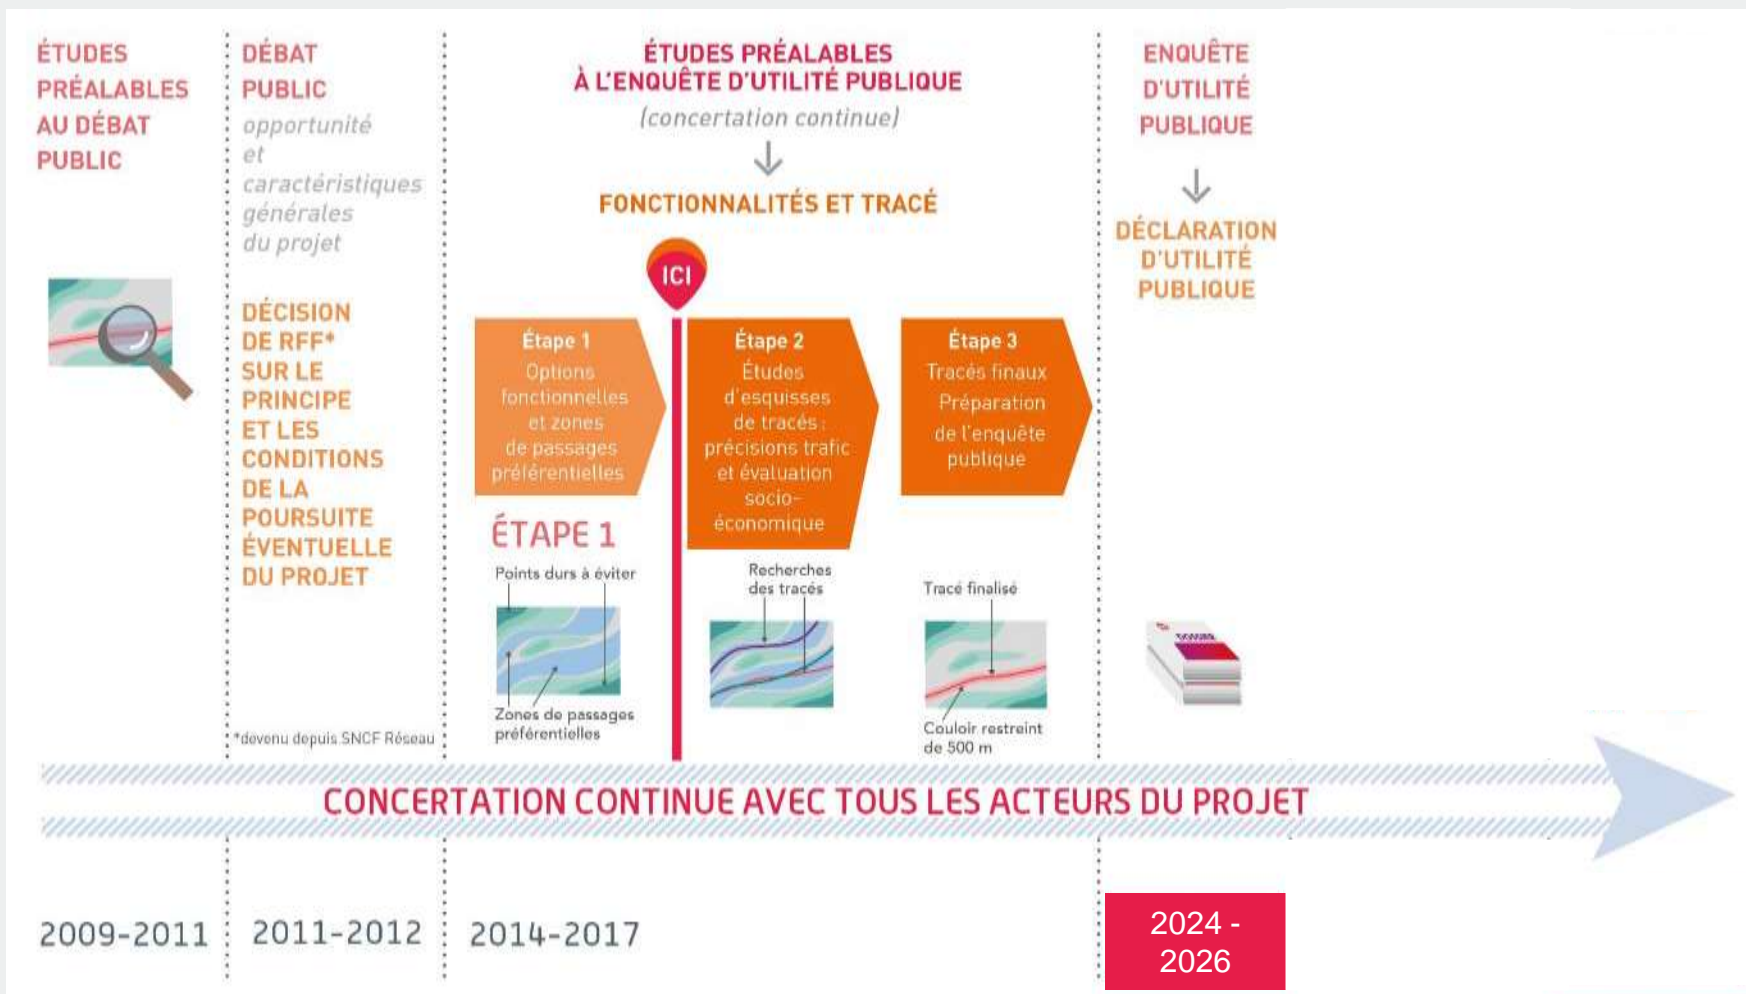 ÉTUDES
PRÉALABLES
AU DÉBAT
PUBLIC
DÉBAT
PUBLIC
opportunité
et
caractéristiques
générales
du projet
DÉCISION
DE RFF*
SUR LE
PRINCIPE
ET LES
CONDITIONS
DE LA
POURSUITE
ÉVENTUELLE
DU PROJET
*devenu depuis SNCF Réseau
ÉTUDES PRÉALABLES
À L'ENQUÊTE D'UTILITÉ PUBLIQUE
(concertation continue)
FONCTIONNALITÉS ET TRACÉ
ICI
Étape 1
Options
fonctionnelles
et zones
de passages
préférentielles
ÉTAPE 1
Points durs à éviter
Zones de passages
préférentielles
Étape 2
Études
d'esquisses
de tracés :
précisions trafic
et évaluation
socio-
économique
Recherches
des tracés
Étape 3
Tracés finaux
Préparation
de l'enquête
publique
Tracé finalisé
Couloir restreint
de 500 m
ENQUÊTE
D'UTILITÉ
PUBLIQUE
DÉCLARATION
D'UTILITÉ
PUBLIQUE
DOSSIER
CONCERTATION CONTINUE AVEC TOUS LES ACTEURS DU PROJET
2009-2011
2011-2012
2014-2017
2024 -
2026